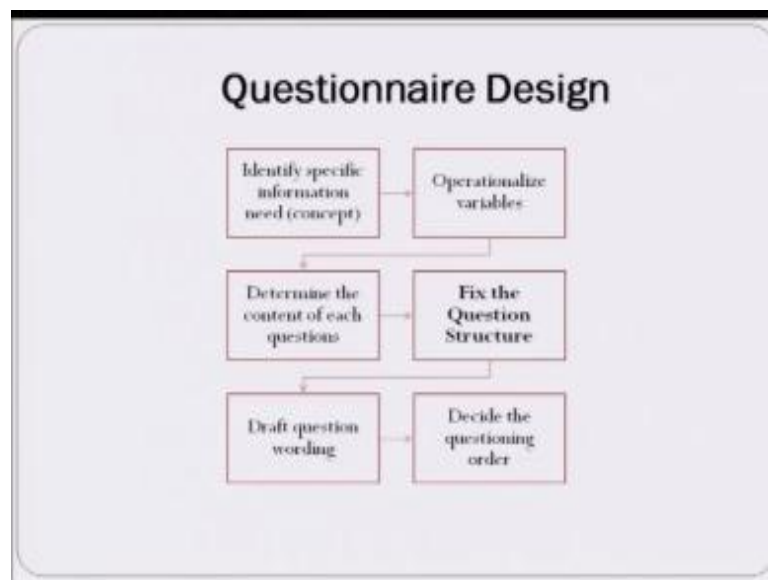 Questionnaire Design
Identify specific
information
need (concept)
Operationalize
variables
Determine the
content of each
questions
Fix the
Question
Structure
Draft question
wording
Decide the
questioning
order